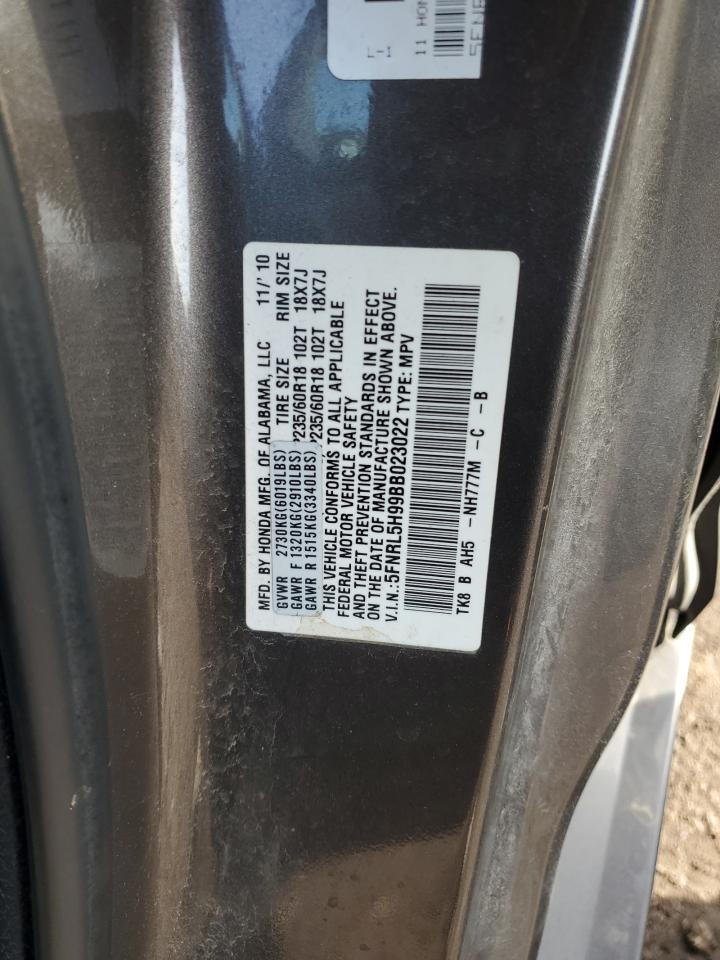 11 HON
MFD. BY HONDA MFG. OF ALABAMA, LLC 11/'10
GVWR 2730KG(6019LBS) TIRE SIZE RIM SIZE
GAWR F 1320KG(2910LBS) P235/60R18 102T 18X7J
GAWR R 1515KG(3340LBS) P235/60R18 102T 18X7J
THIS VEHICLE CONFORMS TO ALL APPLICABLE
FEDERAL MOTOR VEHICLE SAFETY
AND THEFT PREVENTION STANDARDS IN EFFECT
ON THE DATE OF MANUFACTURE SHOWN ABOVE.
V.I.N.:5FNRL5H99BB023022 TYPE: MPV
TK8 B AH5 -NH777M -C -B